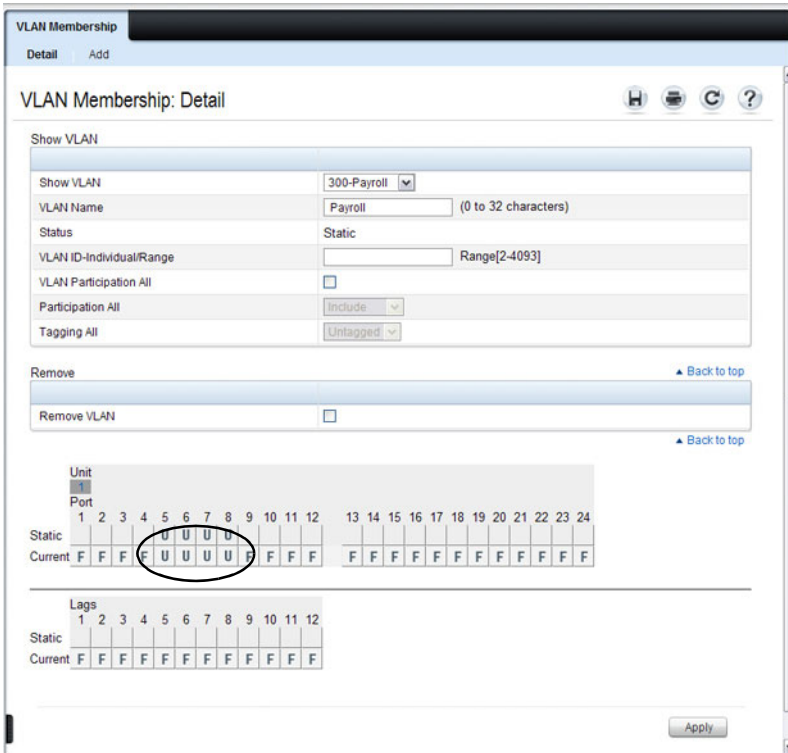 VLAN Membership
Detail Add
VLAN Membership: Detail
Show VLAN
Show VLAN 300-Payroll
VLAN Name Payroll (0 to 32 characters)
Status Static
VLAN ID-Individual/Range Range[2-4093]
VLAN Participation All
Participation All Include
Tagging All Untagged
Remove ▲ Back to top
Remove VLAN
▲ Back to top
Unit
1
Port
1 2 3 4 5 6 7 8 9 10 11 12 13 14 15 16 17 18 19 20 21 22 23 24
Static U U U U
Current F F F F U U U U F F F F F F F F F F F F F F F F
Lags
1 2 3 4 5 6 7 8 9 10 11 12
Static
Current F F F F F F F F F F F F
Apply